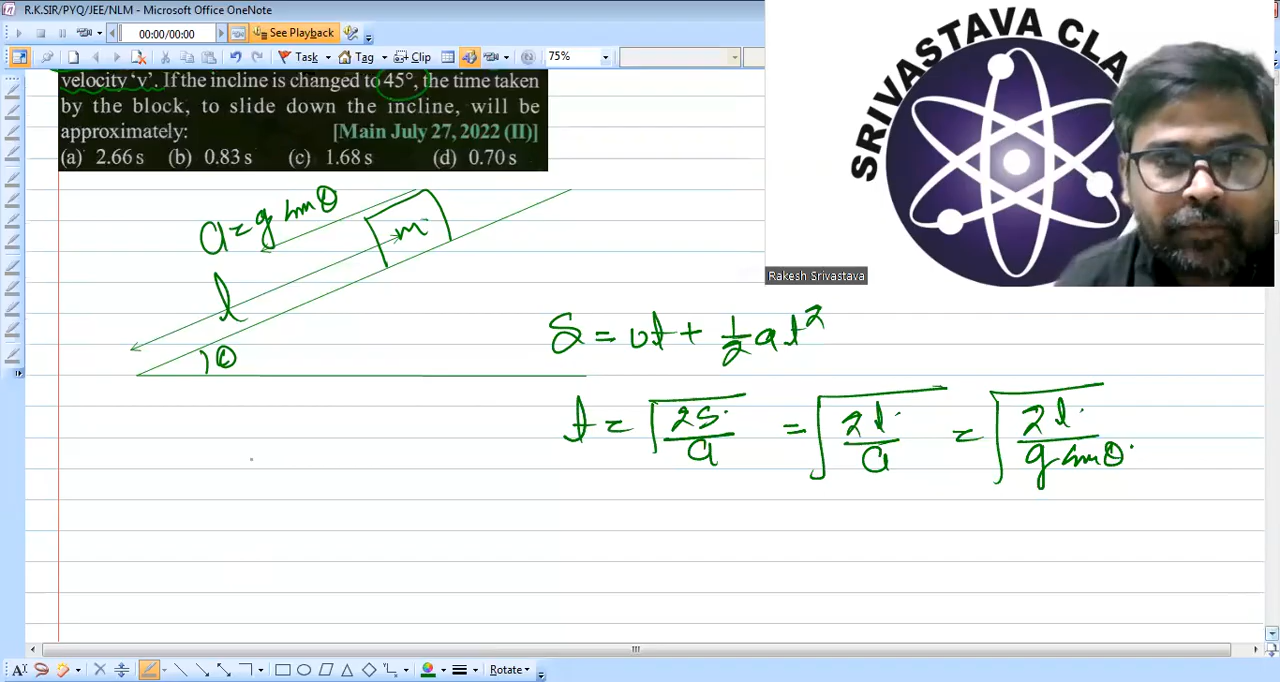 R.K.SIR/PYQ/JEE/NLM - Microsoft Office OneNote
00:00/00:00 See Playback
Task Tag Clip 75%
velocity 'v'. If the incline is changed to 45°, the time taken
by the block, to slide down the incline, will be
approximately: [Main July 27, 2022 (II)]
(a) 2.66 s (b) 0.83 s (c) 1.68 s (d) 0.70 s
SRIVASTAVA CLA
Rakesh Srivastava
a = g sin θ
m
l
θ
S = ut + 1/2 at²
t = √(2s/a) = √(2l/a) = √(2l/g sin θ)
Rotate